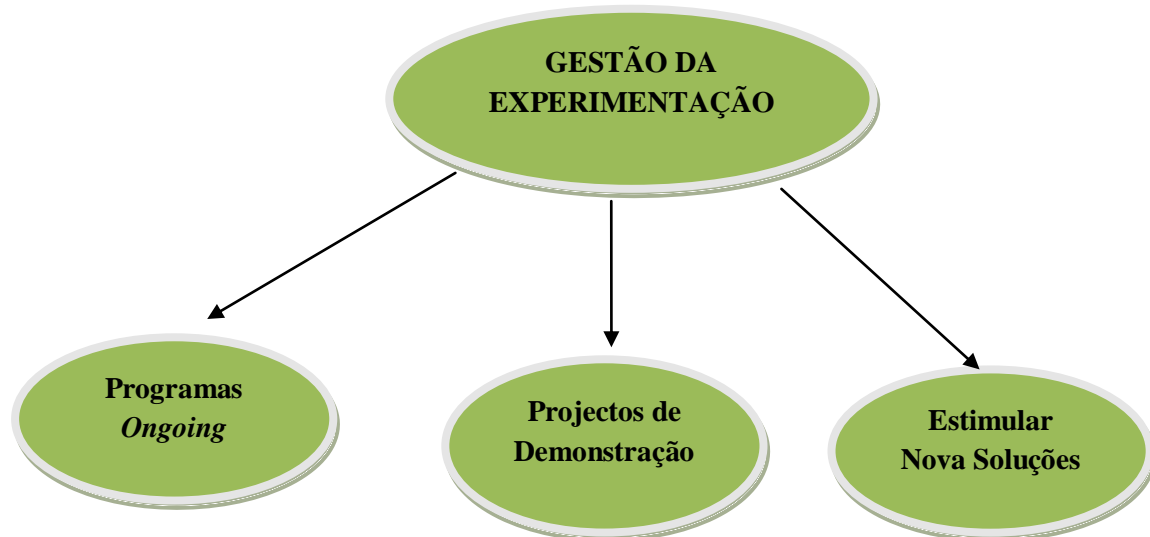 GESTÃO DA
EXPERIMENTAÇÃO
Programas
Ongoing
Projectos de
Demonstração
Estimular
Nova Soluções